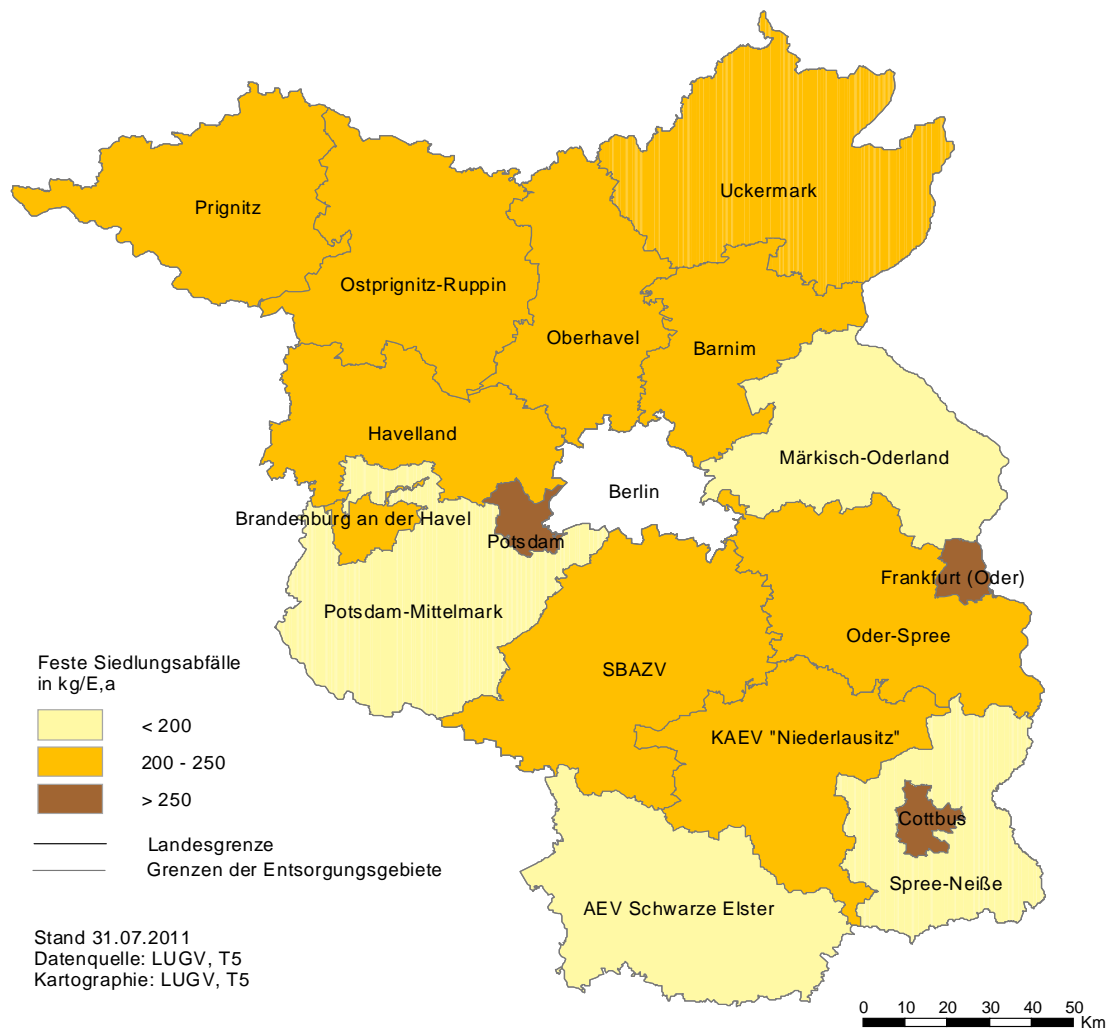 Uckermark
Prignitz
Ostprignitz-Ruppin
Oberhavel
Barnim
Havelland
Märkisch-Oderland
Berlin
Brandenburg an der Havel
Potsdam
Frankfurt (Oder)
Potsdam-Mittelmark
Oder-Spree
SBAZV
KAEV "Niederlausitz"
Cottbus
Spree-Neiße
AEV Schwarze Elster
Feste Siedlungsabfälle
in kg/E,a
< 200
200 - 250
> 250
Landesgrenze
Grenzen der Entsorgungsgebiete
Stand 31.07.2011
Datenquelle: LUGV, T5
Kartographie: LUGV, T5
0 10 20 30 40 50
Km